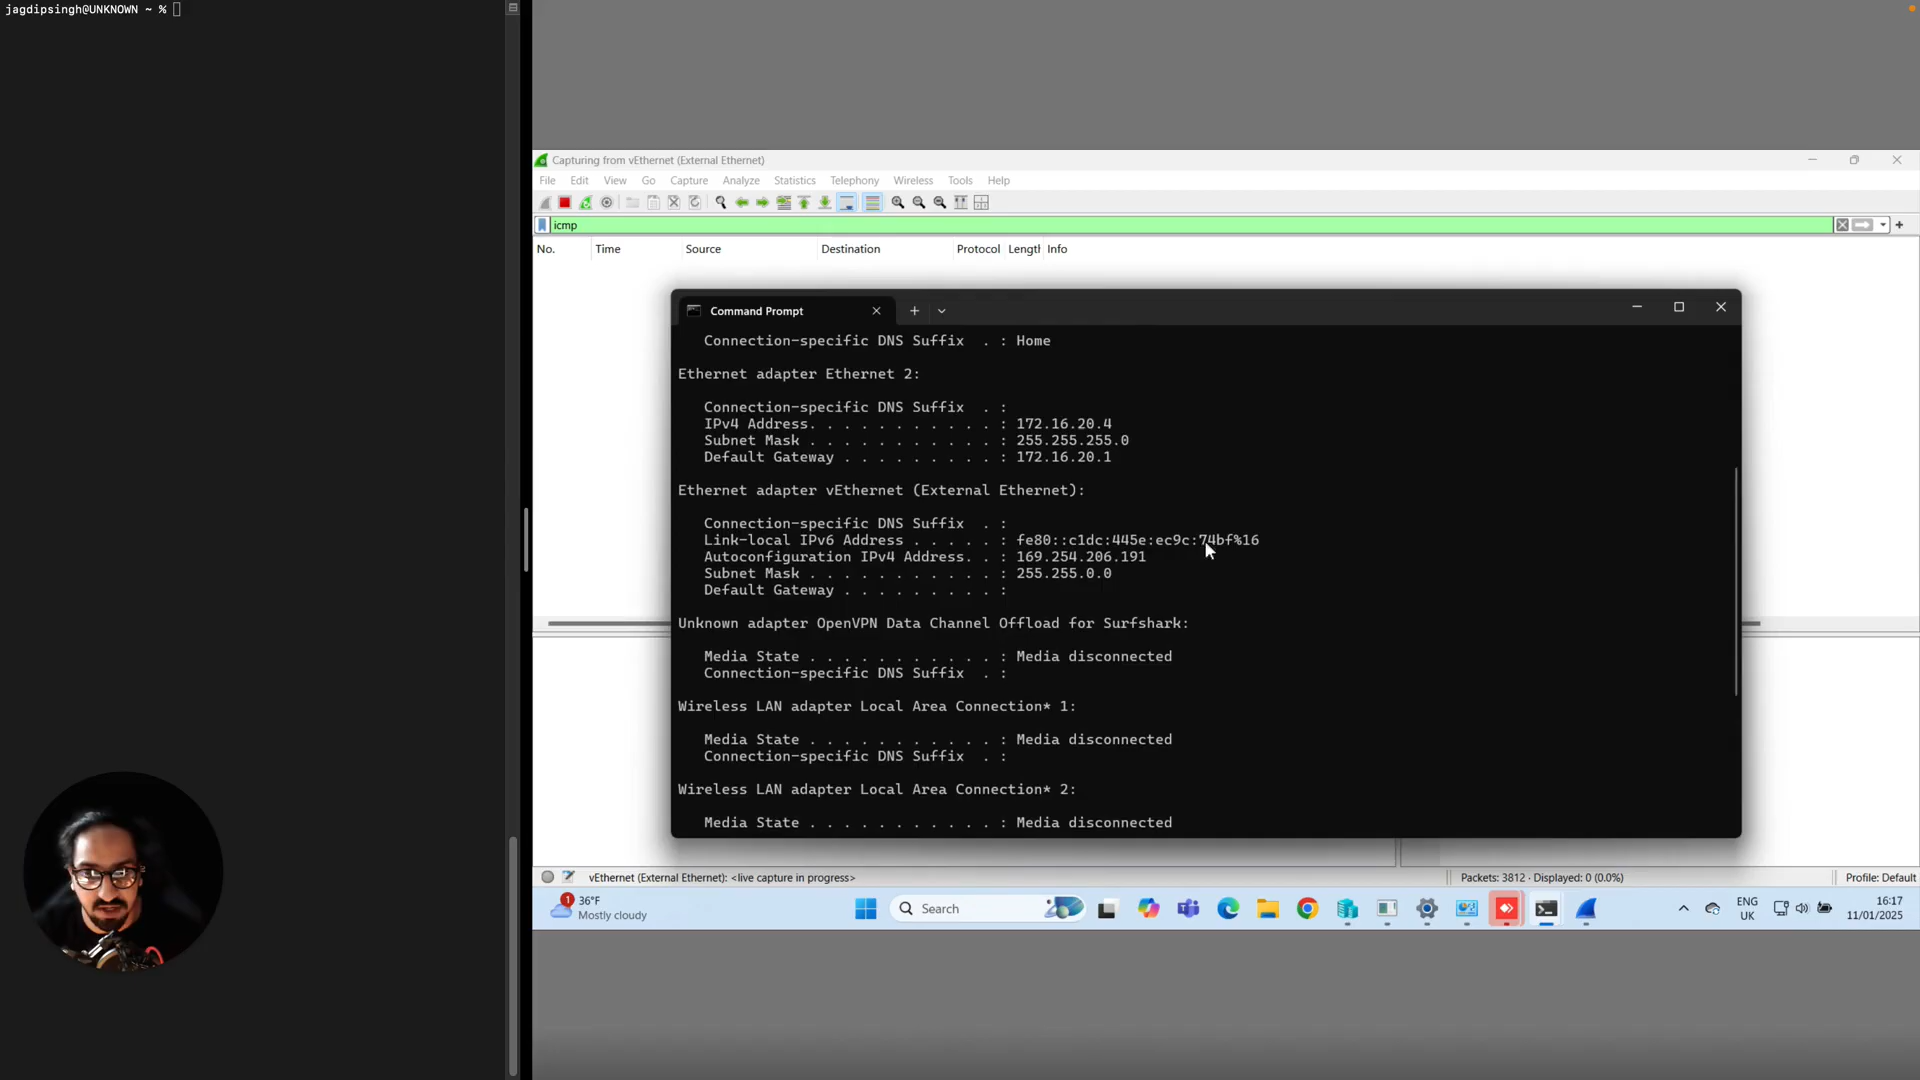 jagdipsingh@UNKNOWN ~ %
Capturing from vEthernet (External Ethernet)
File Edit View Go Capture Analyze Statistics Telephony Wireless Tools Help
icmp
No. Time Source Destination Protocol Length Info
Command Prompt
Connection-specific DNS Suffix . : Home
Ethernet adapter Ethernet 2:
Connection-specific DNS Suffix . :
IPv4 Address. . . . . . . . . . . : 172.16.20.4
Subnet Mask . . . . . . . . . . . : 255.255.255.0
Default Gateway . . . . . . . . . : 172.16.20.1
Ethernet adapter vEthernet (External Ethernet):
Connection-specific DNS Suffix . :
Link-local IPv6 Address . . . . . : fe80::c1dc:445e:ec9c:74bf%16
Autoconfiguration IPv4 Address. . : 169.254.206.191
Subnet Mask . . . . . . . . . . . : 255.255.0.0
Default Gateway . . . . . . . . . :
Unknown adapter OpenVPN Data Channel Offload for Surfshark:
Media State . . . . . . . . . . . : Media disconnected
Connection-specific DNS Suffix . :
Wireless LAN adapter Local Area Connection* 1:
Media State . . . . . . . . . . . : Media disconnected
Connection-specific DNS Suffix . :
Wireless LAN adapter Local Area Connection* 2:
Media State . . . . . . . . . . . : Media disconnected
vEthernet (External Ethernet): <live capture in progress>
Packets: 3812 · Displayed: 0 (0.0%)
Profile: Default
1
36°F
Mostly cloudy
Search
ENG
UK
16:17
11/01/2025